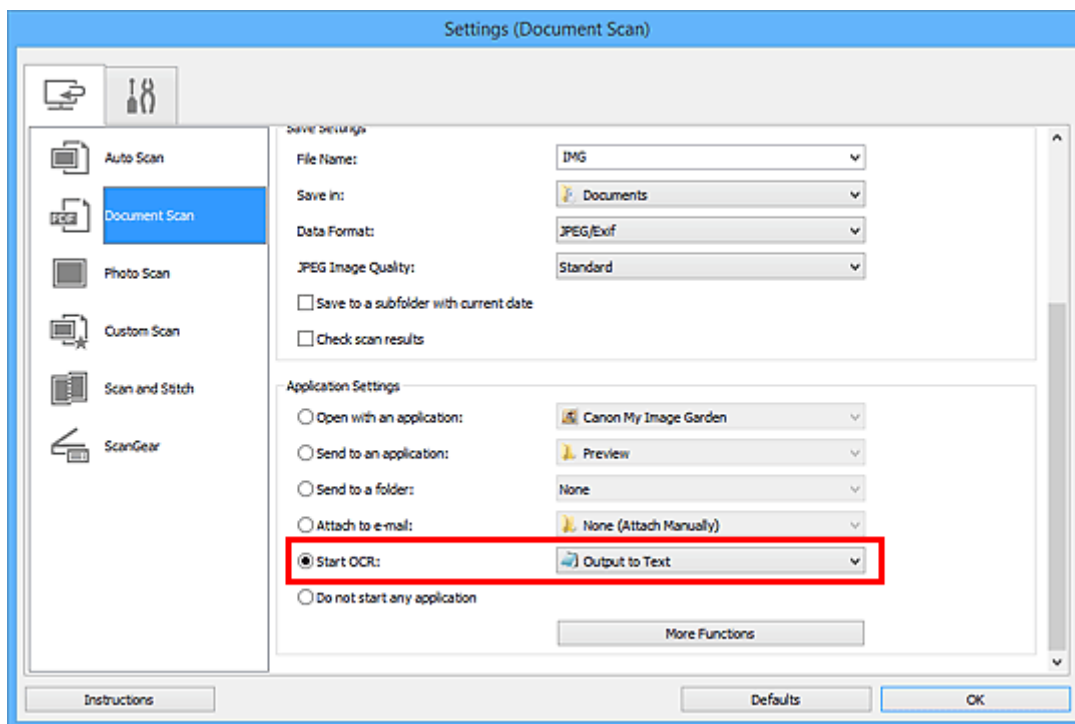 Settings (Document Scan)
Auto Scan
PDF
Document Scan
Photo Scan
Custom Scan
Scan and Stitch
ScanGear
Save Settings
File Name: IMG
Save in: Documents
Data Format: JPEG/Exif
JPEG Image Quality: Standard
Save to a subfolder with current date
Check scan results
Application Settings
Open with an application: Canon My Image Garden
Send to an application: Preview
Send to a folder: None
Attach to e-mail: None (Attach Manually)
Start OCR: Output to Text
Do not start any application
More Functions
Instructions Defaults OK